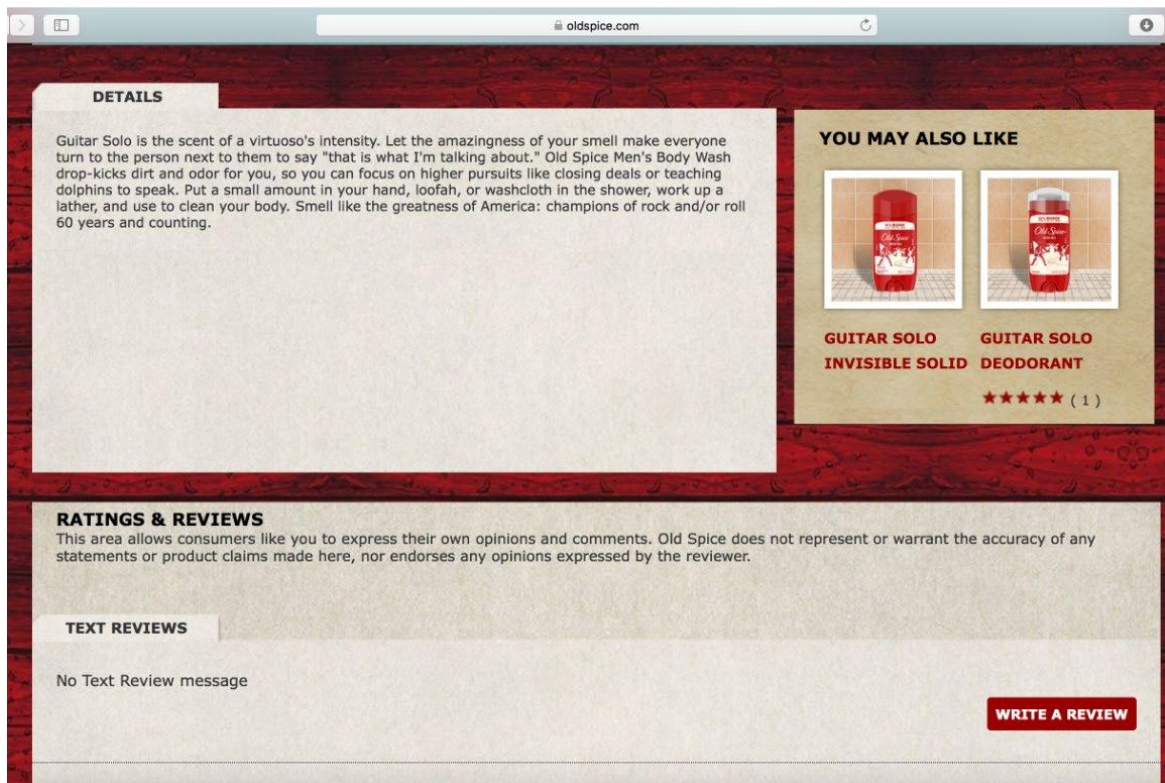 oldspice.com
DETAILS
Guitar Solo is the scent of a virtuoso's intensity. Let the amazingness of your smell make everyone
turn to the person next to them to say "that is what I'm talking about." Old Spice Men's Body Wash
drop-kicks dirt and odor for you, so you can focus on higher pursuits like closing deals or teaching
dolphins to speak. Put a small amount in your hand, loofah, or washcloth in the shower, work up a
lather, and use to clean your body. Smell like the greatness of America: champions of rock and/or roll
60 years and counting.
YOU MAY ALSO LIKE
Old Spice
Old Spice
GUITAR SOLO
INVISIBLE SOLID
GUITAR SOLO
DEODORANT
★★★★★ ( 1 )
RATINGS & REVIEWS
This area allows consumers like you to express their own opinions and comments. Old Spice does not represent or warrant the accuracy of any
statements or product claims made here, nor endorses any opinions expressed by the reviewer.
TEXT REVIEWS
No Text Review message
WRITE A REVIEW